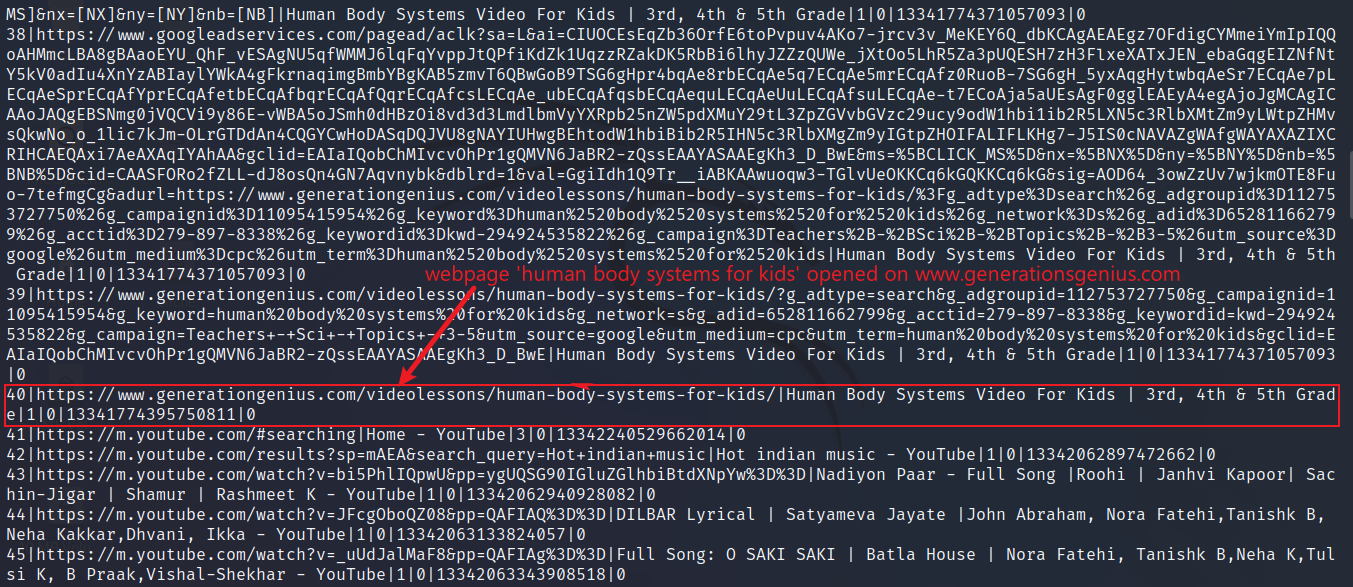 MS]&nx=[NX]&ny=[NY]&nb=[NB]|Human Body Systems Video For Kids | 3rd, 4th & 5th Grade|1|0|13341774371057093|0
38|https://www.googleadservices.com/pagead/aclk?sa=L&ai=CIUOCEsEqZb36OrfE6toPvpuv4AKo7-jrcv3v_MeKEY6Q_dbKCAgAEAEgz7OFdigCYMmeiYmIpIQQ
oAHMmcLBA8gBAaoEYU_QhF_vESAgNU5qfWMMJ6lqFqYvppJtQPfiKdZk1UqzzRZakDK5RbBi6lhyJZZzQUWe_jXtOo5LhR5Za3pUQESH7zH3FlxeXATxJEN_ebaGqgEIZNfNt
Y5kV0adIu4XnYzABIaylYWkA4gFkrnaqimgBmbYBgKAB5zmvT6QBwGoB9TSG6gHpr4bqAe8rbECqAe5q7ECqAe5mrECqAfz0RuoB-7SG6gH_5yxAqgHytwbqAeSr7ECqAe7pL
ECqAeSprECqAfYprECqAfetbECqAfbqrECqAfQqrECqAfcsLECqAe_ubECqAfqsbECqAequLECqAeUuLECqAfsuLECqAe-t7ECoAja5aUEsAgF0gglEAEyA4egAjoJgMCAgIC
AAoJAQgEBSNmg0jVQCVi9y86E-vWBA5oJSmh0dHBzOi8vd3d3LmdlbmVyYXRpb25nZW5pdXMuY29tL3ZpZGVvbGVzc29ucy9odW1hbi1ib2R5LXN5c3RlbXMtZm9yLWtpZHMv
sQkwNo_o_1lic7kJm-OLrGTDdAn4CQGYCwHoDASqDQJVU8gNAYIUHwgBEhtodW1hbiBib2R5IHN5c3RlbXMgZm9yIGtpZHOIFALIFLKHg7-J5IS0cNAVAZgWAfgWAYAXAZIXC
RIHCAEQAxi7AeAXAqIYAhAA&gclid=EAIaIQobChMIvcvOhPr1gQMVN6JaBR2-zQssEAAYASAAEgKh3_D_BwE&ms=%5BCLICK_MS%5D&nx=%5BNX%5D&ny=%5BNY%5D&nb=%5
BNB%5D&cid=CAASFORo2fZLL-dJ8osQn4GN7Aqvnybk&dblrd=1&val=GgiIdh1Q9Tr__iABKAAwuoqw3-TGlvUeOKKCq6kGQKKCq6kG&sig=AOD64_3owZzUv7wjkmOTE8Fu
o-7tefmgCg&adurl=https://www.generationgenius.com/videolessons/human-body-systems-for-kids/%3Fg_adtype%3Dsearch%26g_adgroupid%3D11275
3727750%26g_campaignid%3D11095415954%26g_keyword%3Dhuman%2520body%2520systems%2520for%2520kids%26g_network%3Ds%26g_adid%3D65281166279
9%26g_acctid%3D279-897-8338%26g_keywordid%3Dkwd-294924535822%26g_campaign%3DTeachers%2B-%2BSci%2B-%2BTopics%2B-%2B3-5%26utm_source%3D
google%26utm_medium%3Dcpc%26utm_term%3Dhuman%2520body%2520systems%2520for%2520kids|Human Body Systems Video For Kids | 3rd, 4th & 5th
Grade|1|0|13341774371057093|0
webpage 'human body systems for kids' opened on www.generationsgenius.com
39|https://www.generationgenius.com/videolessons/human-body-systems-for-kids/?g_adtype=search&g_adgroupid=112753727750&g_campaignid=1
1095415954&g_keyword=human%20body%20systems%20for%20kids&g_network=s&g_adid=652811662799&g_acctid=279-897-8338&g_keywordid=kwd-294924
535822&g_campaign=Teachers+-+Sci+-+Topics+-+3-5&utm_source=google&utm_medium=cpc&utm_term=human%20body%20systems%20for%20kids&gclid=E
AIaIQobChMIvcvOhPr1gQMVN6JaBR2-zQssEAAYASAAEgKh3_D_BwE|Human Body Systems Video For Kids | 3rd, 4th & 5th Grade|1|0|13341774371057093
|0
40|https://www.generationgenius.com/videolessons/human-body-systems-for-kids/|Human Body Systems Video For Kids | 3rd, 4th & 5th Grad
e|1|0|13341774395750811|0
41|https://m.youtube.com/#searching|Home - YouTube|3|0|13342240529662014|0
42|https://m.youtube.com/results?sp=mAEA&search_query=Hot+indian+music|Hot indian music - YouTube|1|0|13342062897472662|0
43|https://m.youtube.com/watch?v=bi5PhlIQpwU&pp=ygUQSG90IGluZGlhbiBtdXNpYw%3D%3D|Nadiyon Paar - Full Song |Roohi | Janhvi Kapoor| Sac
hin-Jigar | Shamur | Rashmeet K - YouTube|1|0|13342062940928082|0
44|https://m.youtube.com/watch?v=JFcgOboQZ08&pp=QAFIAQ%3D%3D|DILBAR Lyrical | Satyameva Jayate |John Abraham, Nora Fatehi,Tanishk B,
Neha Kakkar,Dhvani, Ikka - YouTube|1|0|13342063133824057|0
45|https://m.youtube.com/watch?v=_uUdJalMaF8&pp=QAFIAg%3D%3D|Full Song: O SAKI SAKI | Batla House | Nora Fatehi, Tanishk B,Neha K,Tul
si K, B Praak,Vishal-Shekhar - YouTube|1|0|13342063343908518|0